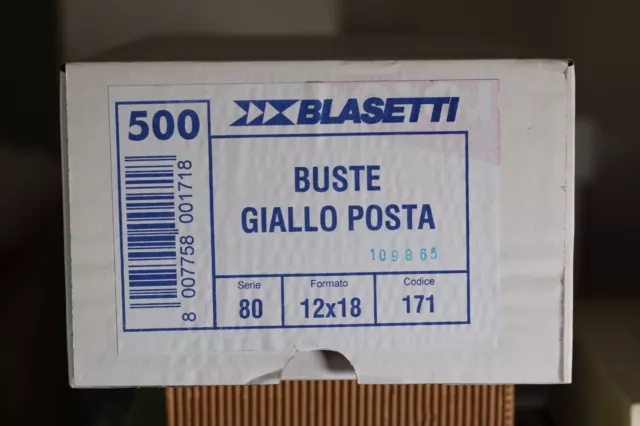 500
BLASETTI
8 007758 001718
BUSTE
GIALLO POSTA
109865
Serie
80
Formato
12x18
Codice
171